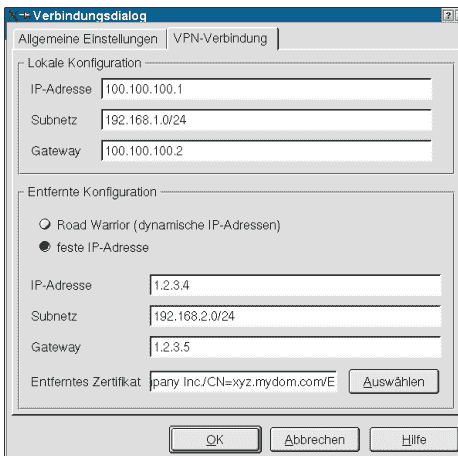 Verbindungsdialog
Allgemeine Einstellungen VPN-Verbindung
Lokale Konfiguration
IP-Adresse 100.100.100.1
Subnetz 192.168.1.0/24
Gateway 100.100.100.2
Entfernte Konfiguration
Road Warrior (dynamische IP-Adressen)
feste IP-Adresse
IP-Adresse 1.2.3.4
Subnetz 192.168.2.0/24
Gateway 1.2.3.5
Entferntes Zertifikat pany Inc./CN=xyz.mydom.com/E Auswählen
OK Abbrechen Hilfe